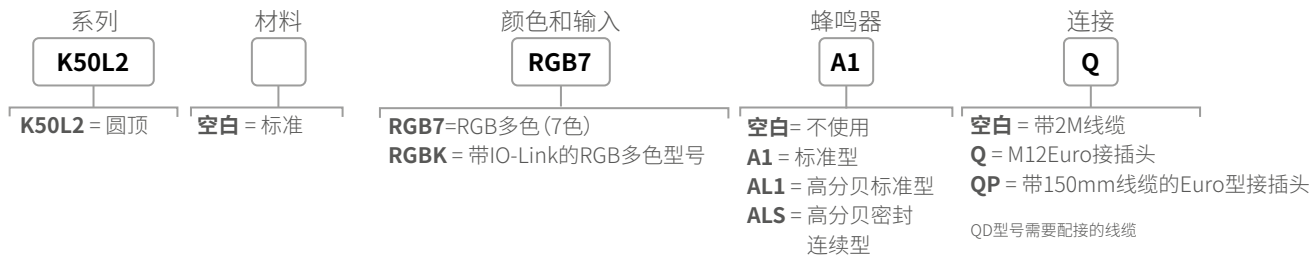 系列
材料
颜色和输入
蜂鸣器
连接
K50L2
RGB7
A1
Q
K50L2 = 圆顶
空白 = 标准
RGB7=RGB多色（7色）
RGBK = 带IO-Link的RGB多色型号
空白= 不使用
A1 = 标准型
AL1 = 高分贝标准型
ALS = 高分贝密封
连续型
空白 = 带2M线缆
Q = M12Euro接插头
QP = 带150mm线缆的Euro型接插头
QD型号需要配接的线缆